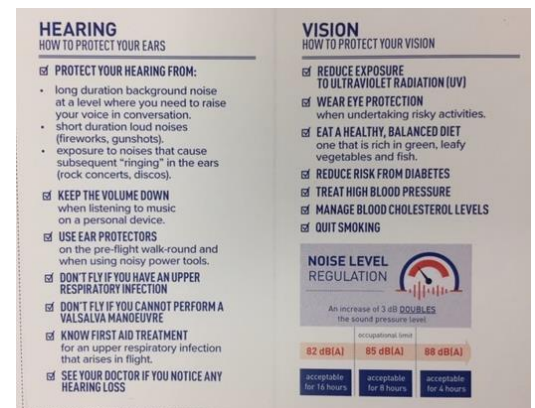 HEARING
HOW TO PROTECT YOUR EARS
PROTECT YOUR HEARING FROM:
• long duration background noise
at a level where you need to raise
your voice in conversation.
• short duration loud noises
(fireworks, gunshots).
• exposure to noises that cause
subsequent "ringing" in the ears
(rock concerts, discos).
KEEP THE VOLUME DOWN
when listening to music
on a personal device.
USE EAR PROTECTORS
on the pre-flight walk-round and
when using noisy power tools.
DON'T FLY IF YOU HAVE AN UPPER
RESPIRATORY INFECTION
DON'T FLY IF YOU CANNOT PERFORM A
VALSALVA MANOEUVRE
KNOW FIRST AID TREATMENT
for an upper respiratory infection
that arises in flight.
SEE YOUR DOCTOR IF YOU NOTICE ANY
HEARING LOSS
VISION
HOW TO PROTECT YOUR VISION
REDUCE EXPOSURE
TO ULTRAVIOLET RADIATION (UV)
WEAR EYE PROTECTION
when undertaking risky activities.
EAT A HEALTHY, BALANCED DIET
one that is rich in green, leafy
vegetables and fish.
REDUCE RISK FROM DIABETES
TREAT HIGH BLOOD PRESSURE
MANAGE BLOOD CHOLESTEROL LEVELS
QUIT SMOKING
NOISE LEVEL
REGULATION
An increase of 3 dB DOUBLES
the sound pressure level
occupational limit
82 dB(A) 85 dB(A) 88 dB(A)
acceptable acceptable acceptable
for 16 hours for 8 hours for 4 hours